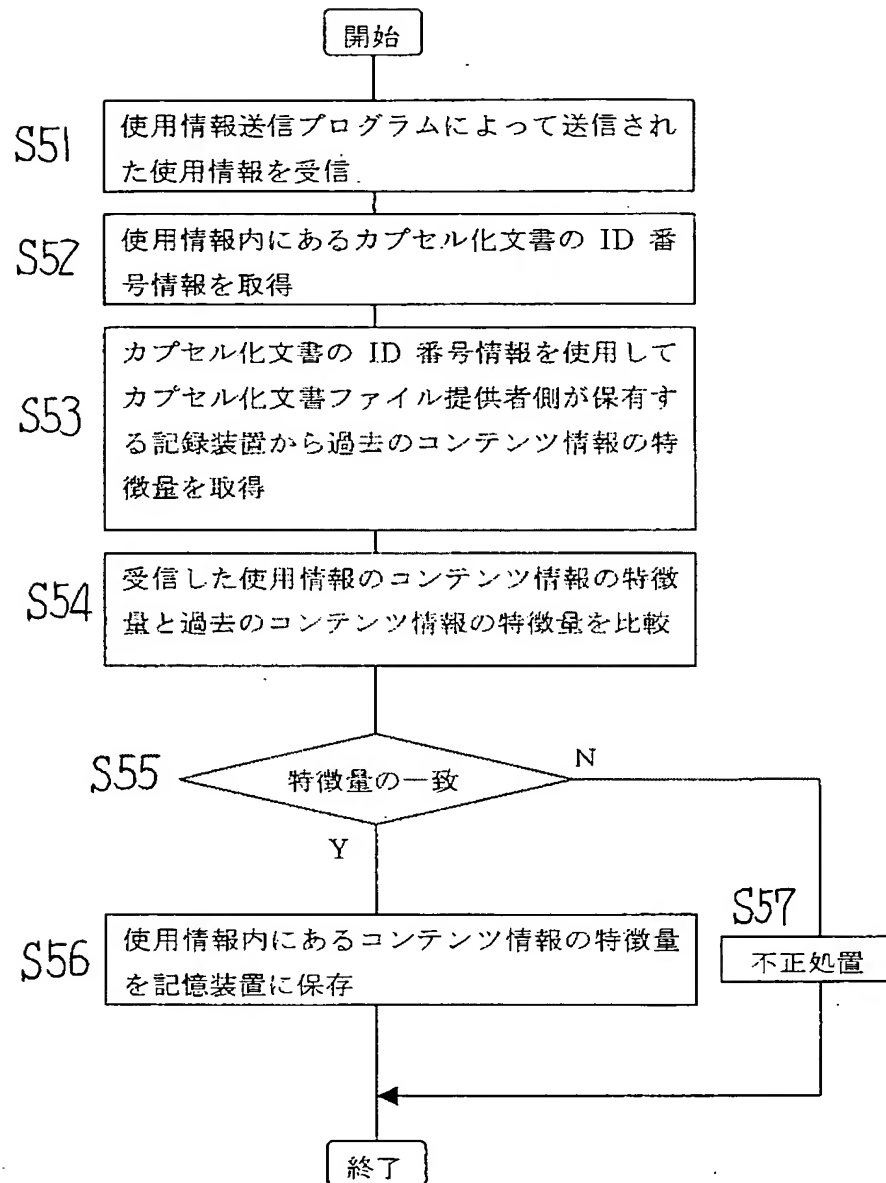 開始
S51
使用情報送信プログラムによって送信され
た使用情報を受信
S52
使用情報内にあるカプセル化文書の ID 番
号情報を取得
S53
カプセル化文書の ID 番号情報を使用して
カプセル化文書ファイル提供者側が保有す
る記録装置から過去のコンテンツ情報の特
徴量を取得
S54
受信した使用情報のコンテンツ情報の特徴
量と過去のコンテンツ情報の特徴量を比較
S55
特徴量の一致
N
Y
S57
不正処置
S56
使用情報内にあるコンテンツ情報の特徴量
を記憶装置に保存
終了